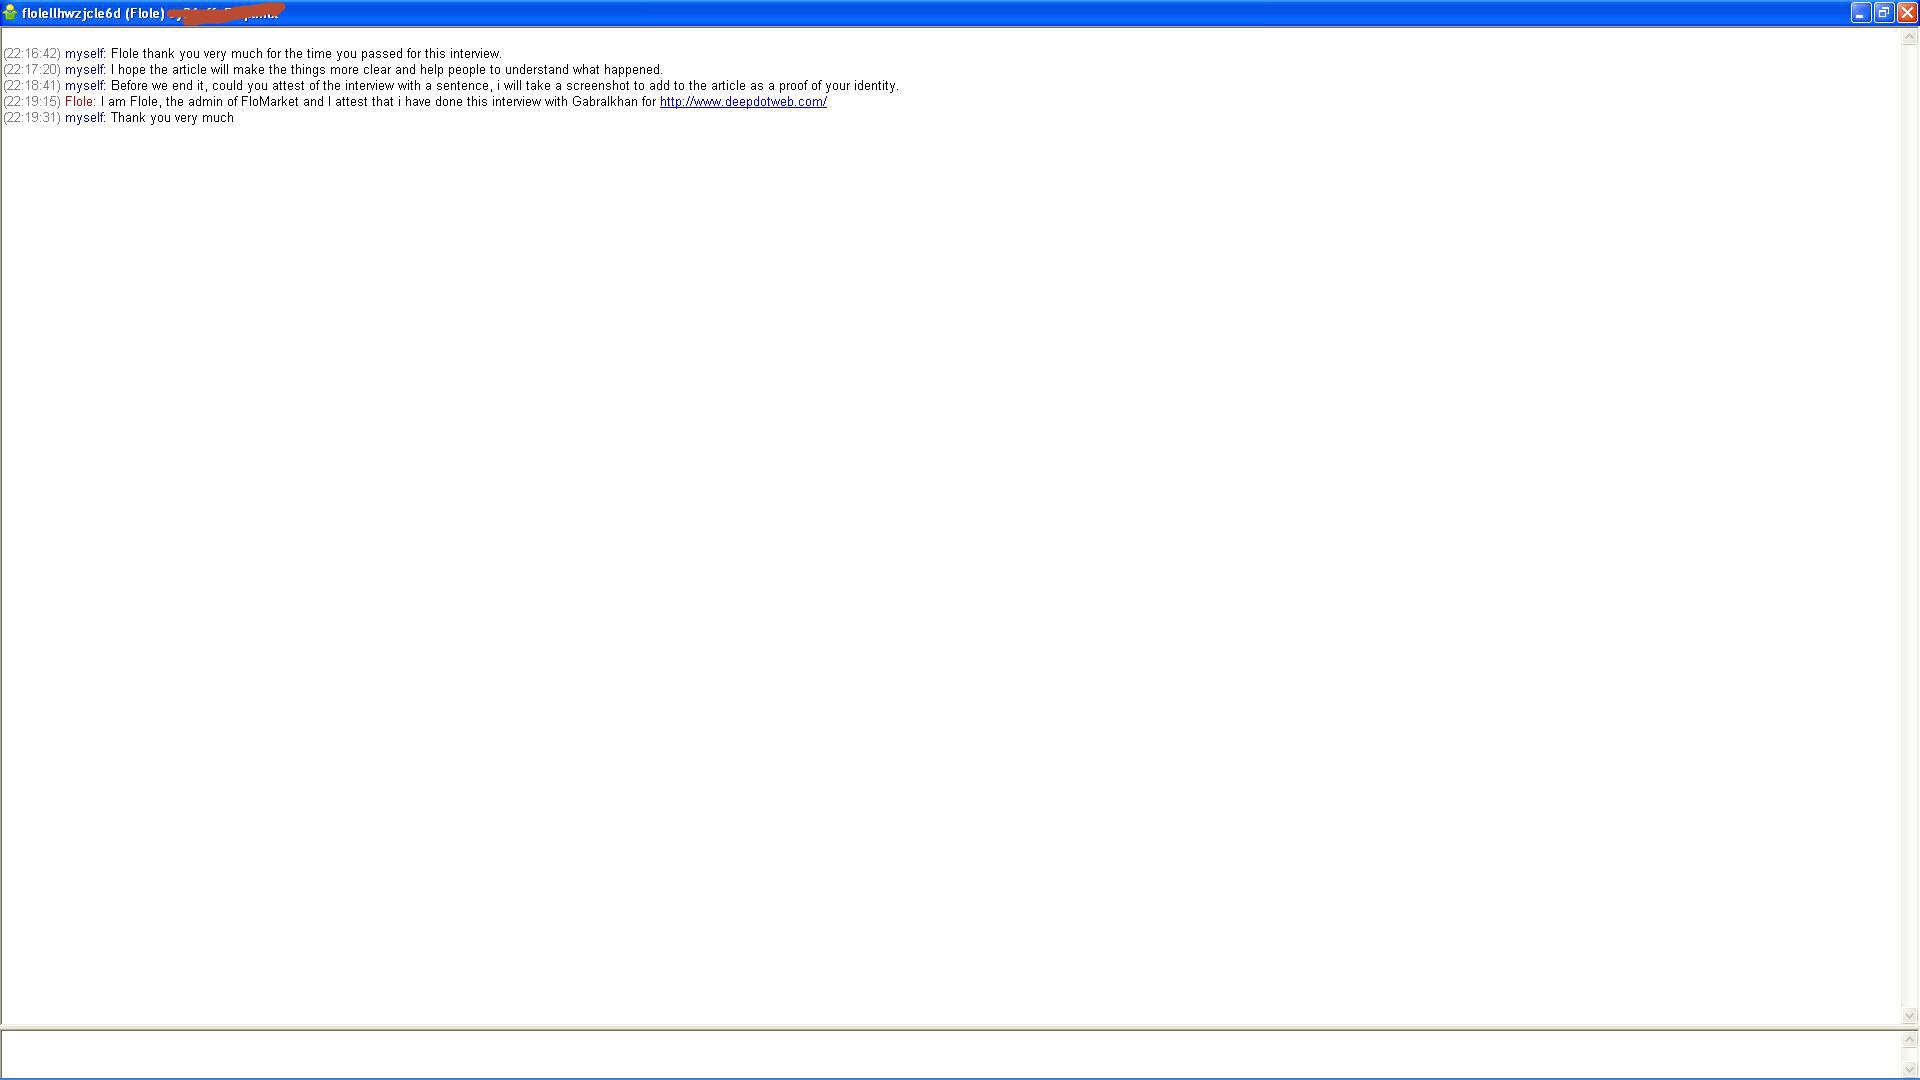 flolellhwzjcle6d (Flole)
(22:16:42) myself: Flole thank you very much for the time you passed for this interview.
(22:17:20) myself: I hope the article will make the things more clear and help people to understand what happened.
(22:18:41) myself: Before we end it, could you attest of the interview with a sentence, i will take a screenshot to add to the article as a proof of your identity.
(22:19:15) Flole: I am Flole, the admin of FloMarket and I attest that i have done this interview with Gabralkhan for http://www.deepdotweb.com/
(22:19:31) myself: Thank you very much